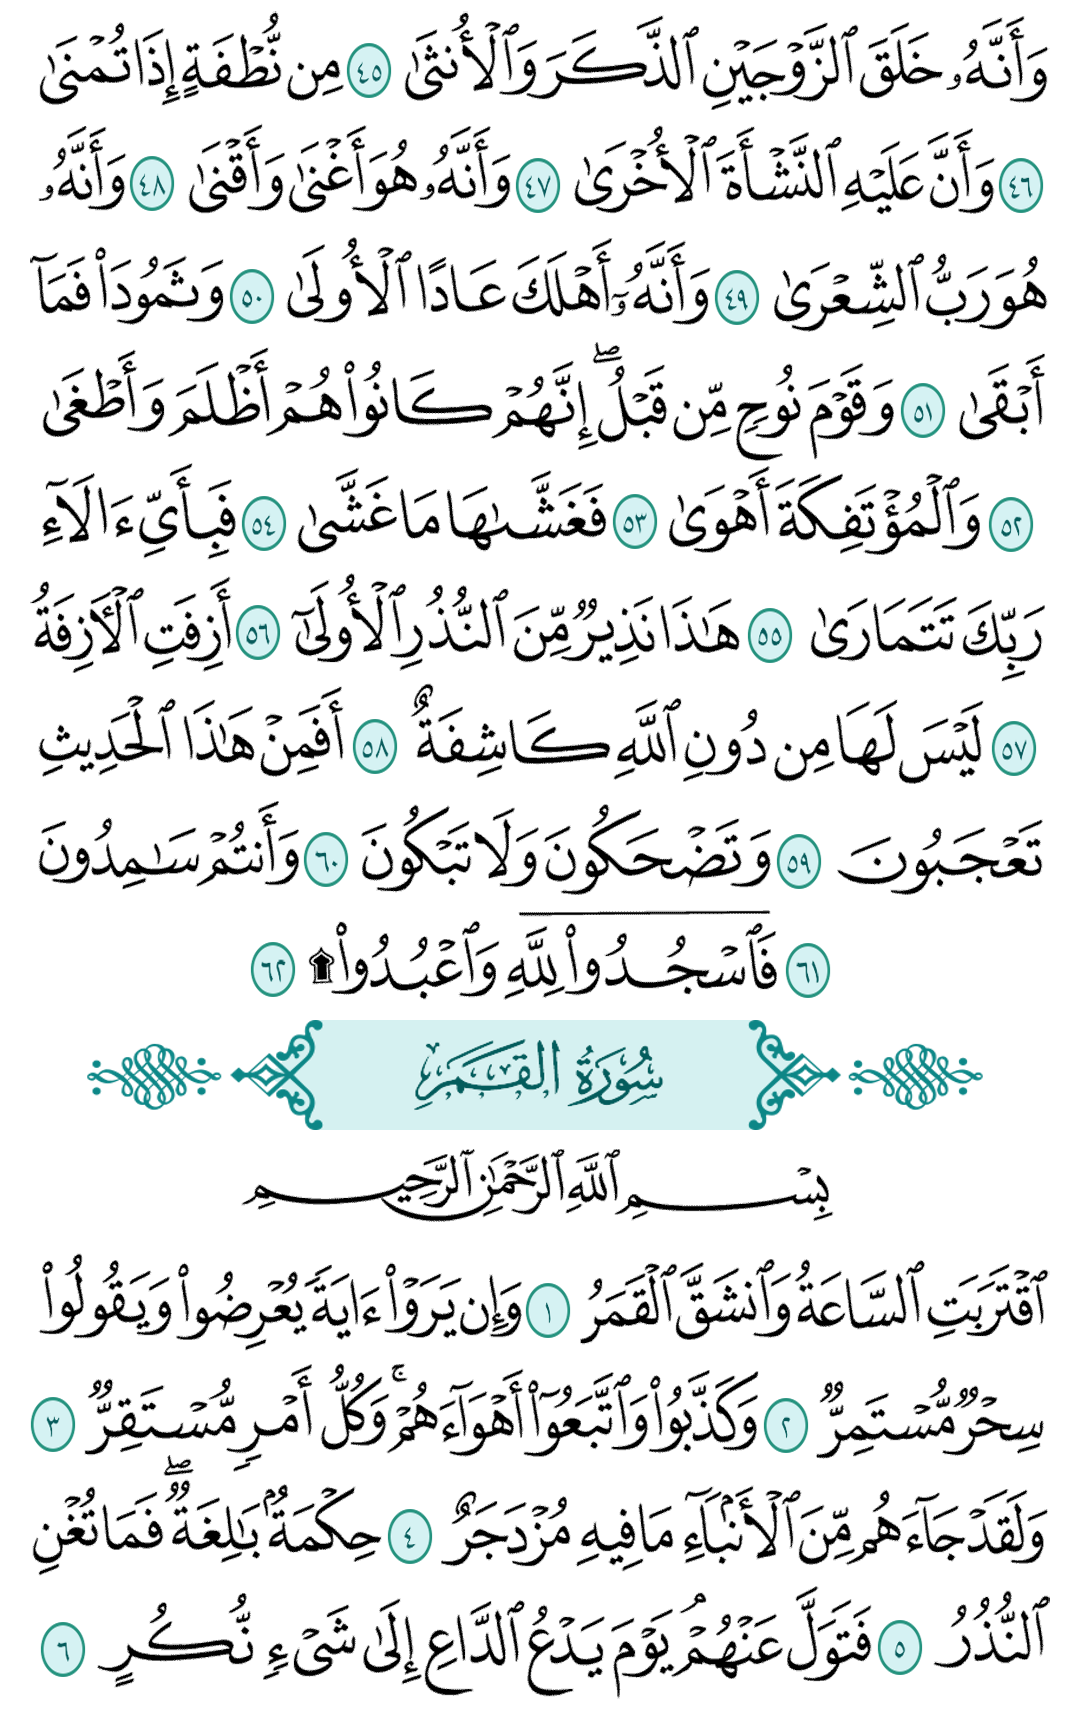 وَأَنَّهُۥ خَلَقَ ٱلزَّوْجَيْنِ ٱلذَّكَرَ وَٱلْأُنثَىٰ ٤٥ مِن نُّطْفَةٍ إِذَا تُمْنَىٰ
٤٦ وَأَنَّ عَلَيْهِ ٱلنَّشْأَةَ ٱلْأُخْرَىٰ ٤٧ وَأَنَّهُۥ هُوَ أَغْنَىٰ وَأَقْنَىٰ ٤٨ وَأَنَّهُۥ
هُوَ رَبُّ ٱلشِّعْرَىٰ ٤٩ وَأَنَّهُۥٓ أَهْلَكَ عَادًا ٱلْأُولَىٰ ٥٠ وَثَمُودَا۟ فَمَآ
أَبْقَىٰ ٥١ وَقَوْمَ نُوحٍ مِّن قَبْلُ ۖ إِنَّهُمْ كَانُوا۟ هُمْ أَظْلَمَ وَأَطْغَىٰ
٥٢ وَٱلْمُؤْتَفِكَةَ أَهْوَىٰ ٥٣ فَغَشَّىٰهَا مَا غَشَّىٰ ٥٤ فَبِأَىِّ ءَالَآءِ
رَبِّكَ تَتَمَارَىٰ ٥٥ هَـٰذَا نَذِيرٌ مِّنَ ٱلنُّذُرِ ٱلْأُولَىٰٓ ٥٦ أَزِفَتِ ٱلْـَٔازِفَةُ
٥٧ لَيْسَ لَهَا مِن دُونِ ٱللَّهِ كَاشِفَةٌ ٥٨ أَفَمِنْ هَـٰذَا ٱلْحَدِيثِ
تَعْجَبُونَ ٥٩ وَتَضْحَكُونَ وَلَا تَبْكُونَ ٦٠ وَأَنتُمْ سَـٰمِدُونَ
٦١ فَٱسْجُدُوا۟ لِلَّهِ وَٱعْبُدُوا۟ ۩ ٦٢
سُورَةُ القَمَرِ
بِسْمِ ٱللَّهِ ٱلرَّحْمَـٰنِ ٱلرَّحِيمِ
ٱقْتَرَبَتِ ٱلسَّاعَةُ وَٱنشَقَّ ٱلْقَمَرُ ١ وَإِن يَرَوْا۟ ءَايَةً يُعْرِضُوا۟ وَيَقُولُوا۟
سِحْرٌ مُّسْتَمِرٌّ ٢ وَكَذَّبُوا۟ وَٱتَّبَعُوٓا۟ أَهْوَآءَهُمْ ۚ وَكُلُّ أَمْرٍ مُّسْتَقِرٌّ ٣
وَلَقَدْ جَآءَهُم مِّنَ ٱلْأَنۢبَآءِ مَا فِيهِ مُزْدَجَرٌ ٤ حِكْمَةٌۢ بَـٰلِغَةٌ ۖ فَمَا تُغْنِ
ٱلنُّذُرُ ٥ فَتَوَلَّ عَنْهُمْ ۘ يَوْمَ يَدْعُ ٱلدَّاعِ إِلَىٰ شَىْءٍ نُّكُرٍ ٦